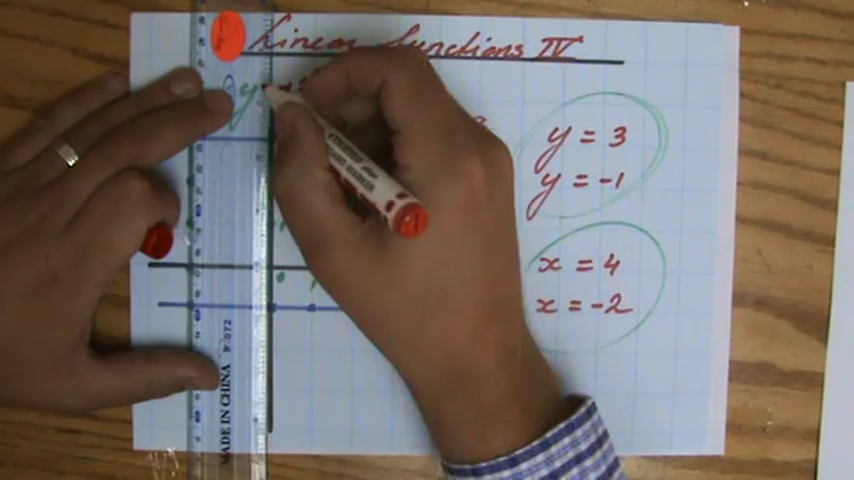 Linear functions IV
y
y = 3
y = -1
x = 4
x = -2
MADE IN CHINA